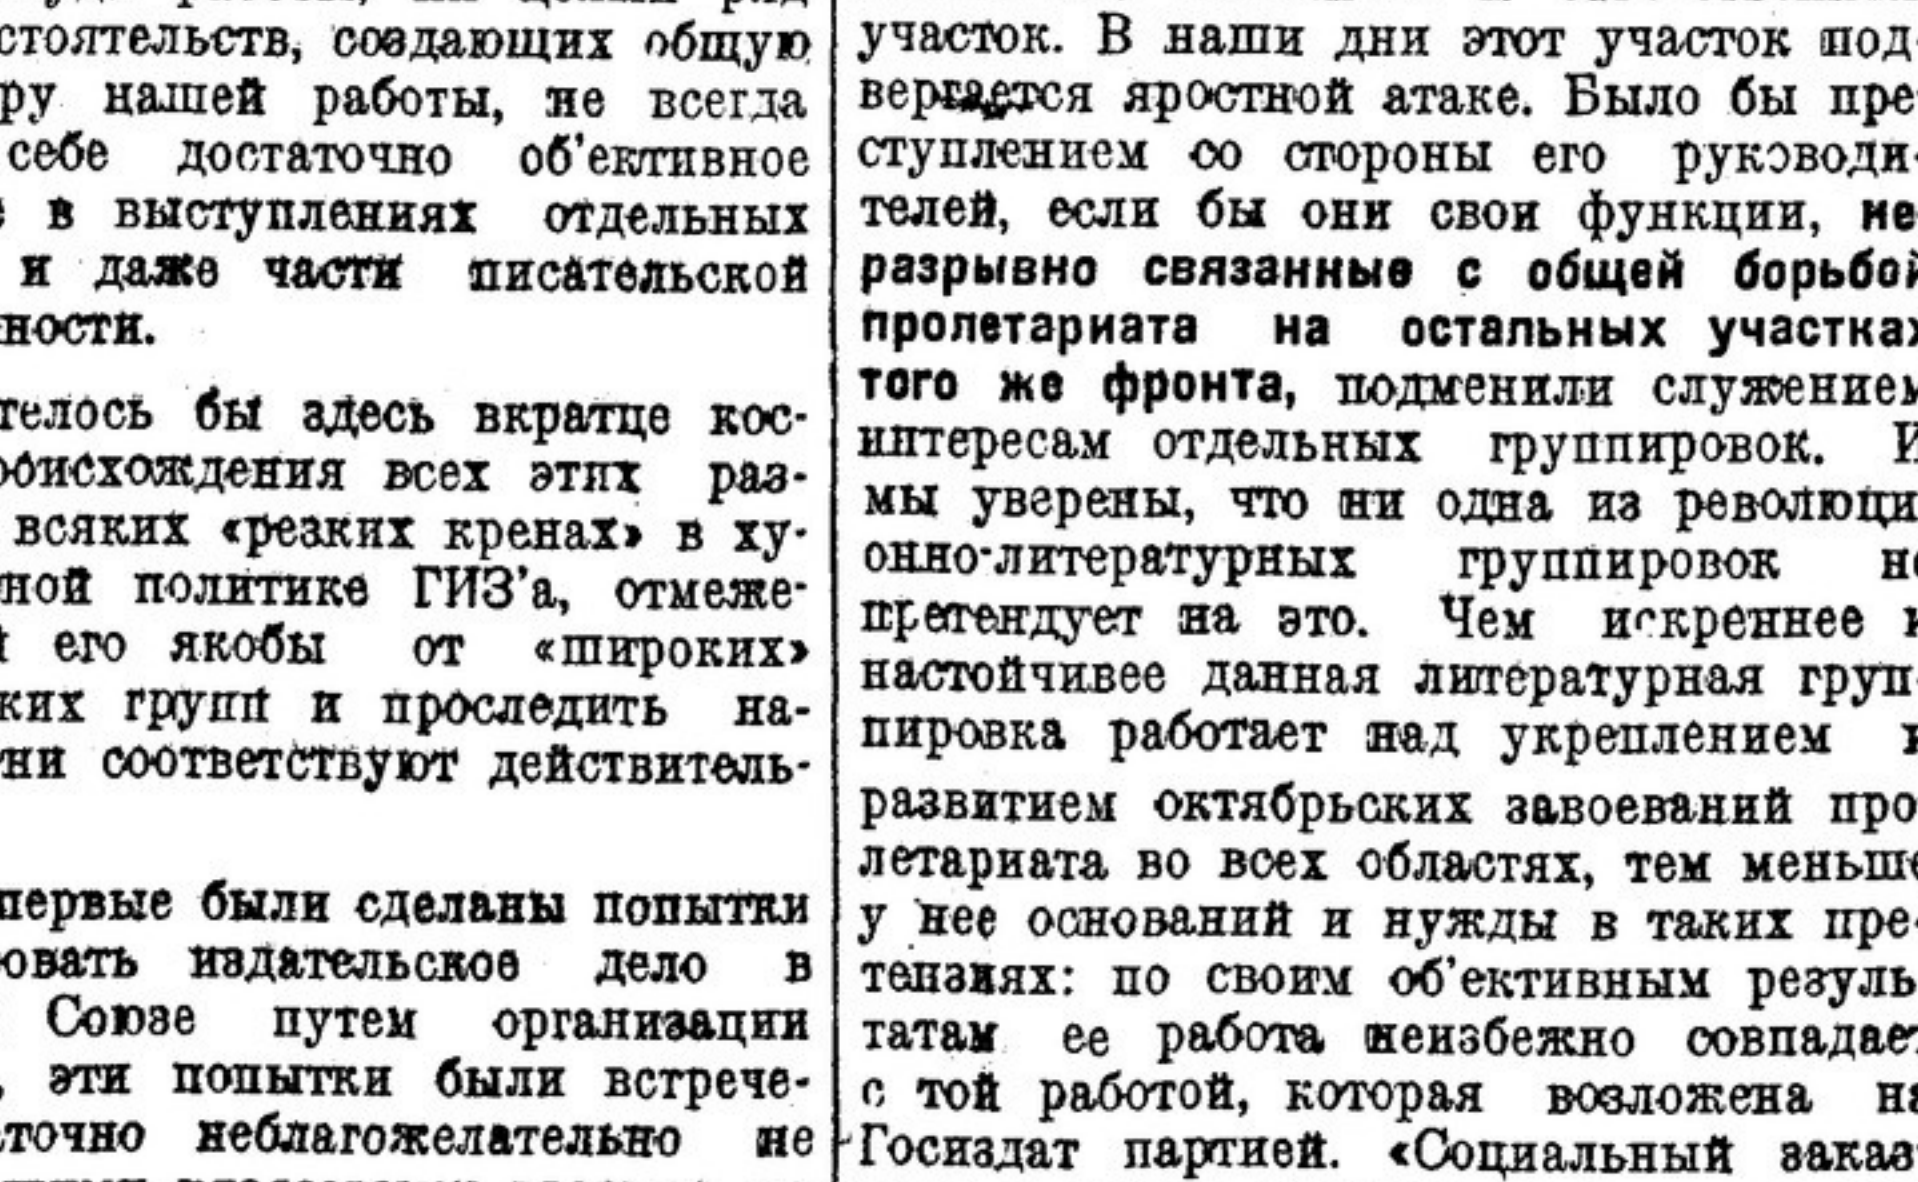 стоятельств, создающих общую
ру нашей работы, не всегда
себе достаточно об'ективное
в выступлениях отдельных
и даже части писательской
ности.
телось бы здесь вкратце кос-
происхождения всех этих раз-
всяких «резких кренах» в ху-
ной политике ГИЗ'а, отмеже-
его якобы от «широких»
ких групп и проследить на-
ни соответствуют действитель-
первые были сделаны попытки
овать издательское дело в
Союзе путем организации
, эти попытки были встрече-
точно неблагожелательно не
участок. В наши дни этот участок под-
вергается яростной атаке. Было бы пре-
ступлением со стороны его руководи-
телей, если бы они свои функции, не
разрывно связанные с общей борьбой
пролетариата на остальных участках
того же фронта, подменили служением
интересам отдельных группировок. И
мы уверены, что ни одна из революци-
онно-литературных группировок не
претендует на это. Чем искреннее и
настойчивее данная литературная груп-
пировка работает над укреплением и
развитием октябрьских завоеваний про-
летариата во всех областях, тем меньше
у нее оснований и нужды в таких пре-
тензиях: по своим об'ективным резуль-
татам ее работа неизбежно совпадает
с той работой, которая возложена на
Госиздат партией. «Социальный заказ»